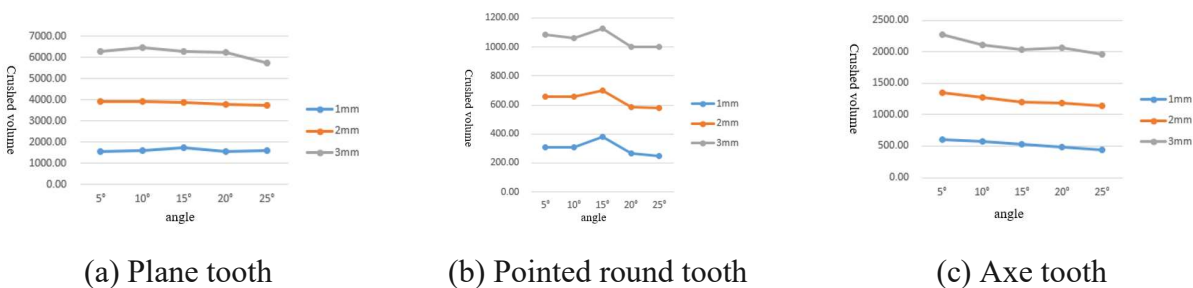 7000.00
6000.00
5000.00
4000.00
3000.00
2000.00
1000.00
0.00
Crushed volume
5°
10°
15°
20°
25°
angle
1mm
2mm
3mm
(a) Plane tooth
1200.00
1000.00
800.00
600.00
400.00
200.00
0.00
Crushed volume
5°
10°
15°
20°
25°
angle
1mm
2mm
3mm
(b) Pointed round tooth
2500.00
2000.00
1500.00
1000.00
500.00
0.00
Crushed volume
5°
10°
15°
20°
25°
angle
1mm
2mm
3mm
(c) Axe tooth